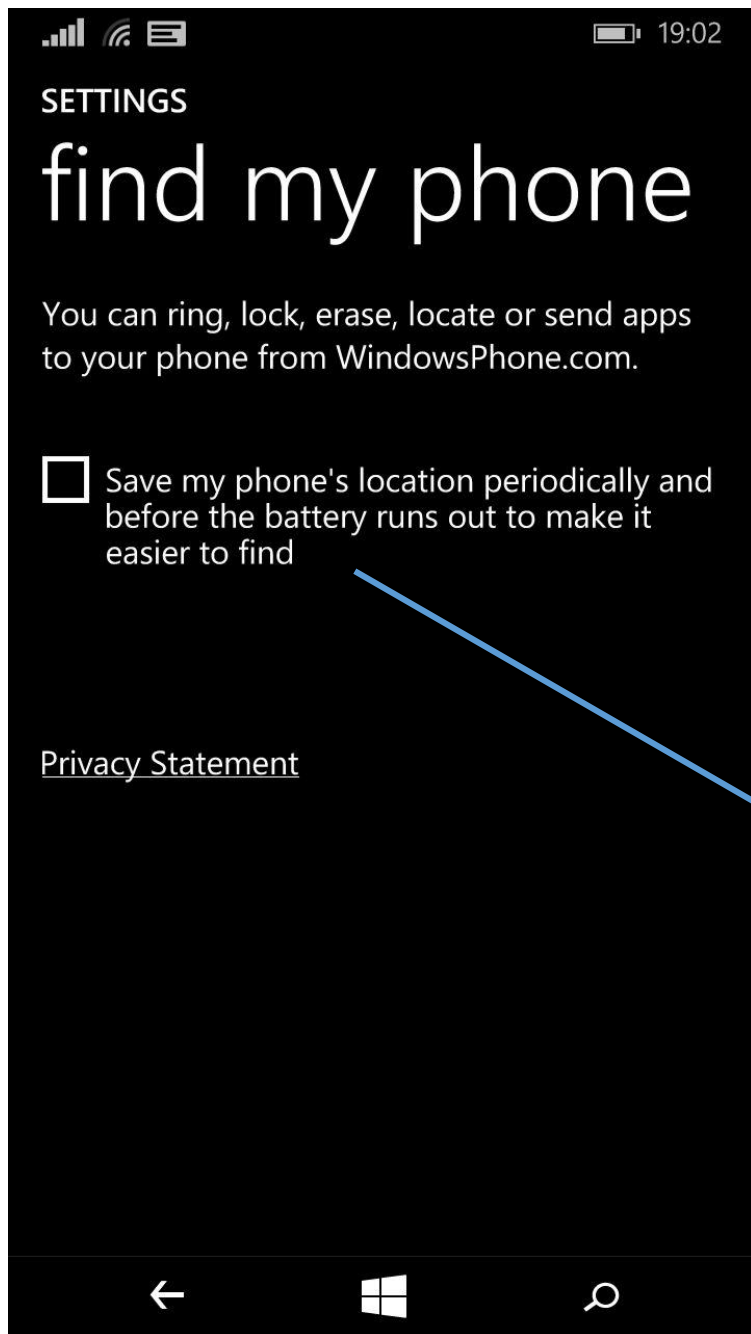 19:02
SETTINGS
find my phone
You can ring, lock, erase, locate or send apps
to your phone from WindowsPhone.com.
Save my phone's location periodically and
before the battery runs out to make it
easier to find
Privacy Statement